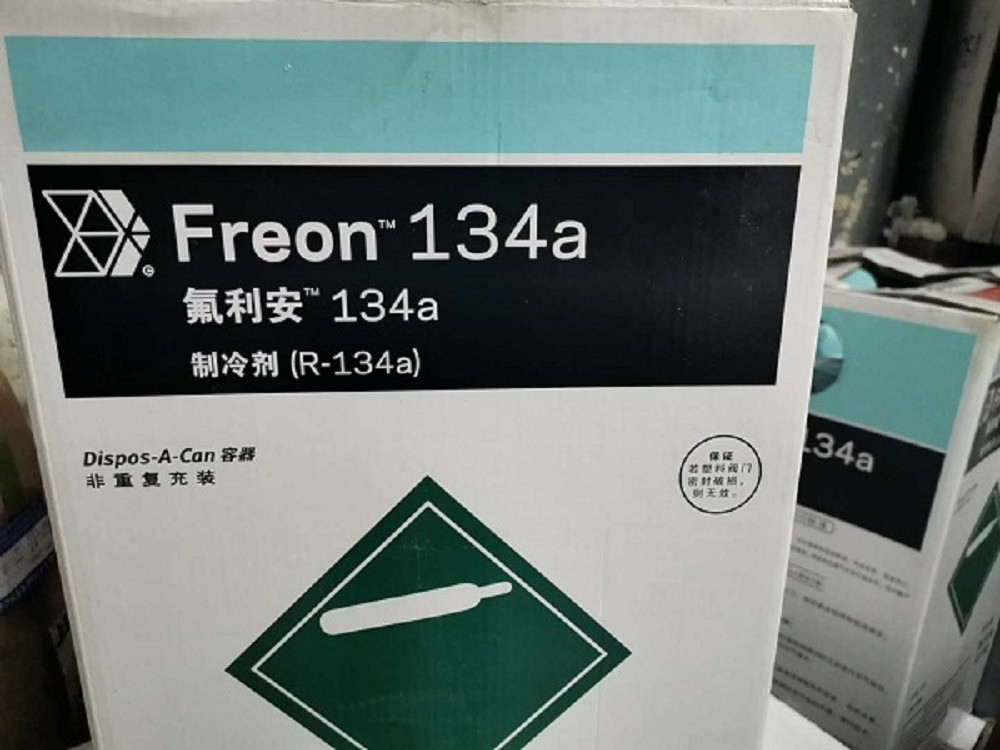 Freon™ 134a
氟利安™ 134a
制冷剂 (R-134a)
Dispos-A-Can 容器
非重复充装
保证
若塑料阀门
密封破损，
则无效。
134a